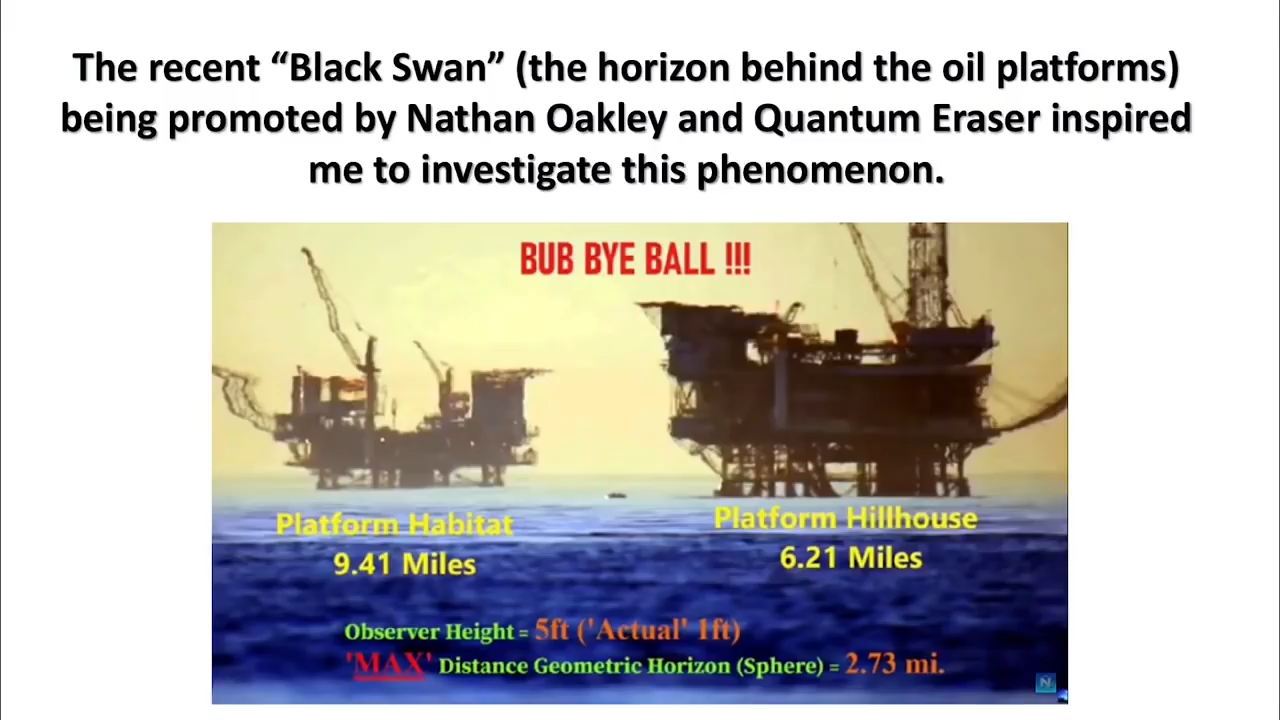 The recent “Black Swan” (the horizon behind the oil platforms)
being promoted by Nathan Oakley and Quantum Eraser inspired
me to investigate this phenomenon.
BUB BYE BALL !!!
Platform Habitat
9.41 Miles
Platform Hillhouse
6.21 Miles
Observer Height = 5ft ('Actual' 1ft)
'MAX' Distance Geometric Horizon (Sphere) = 2.73 mi.
N